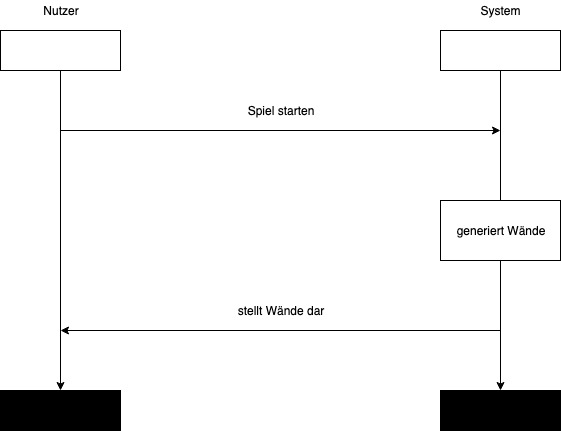 Nutzer
System
Spiel starten
generiert Wände
stellt Wände dar